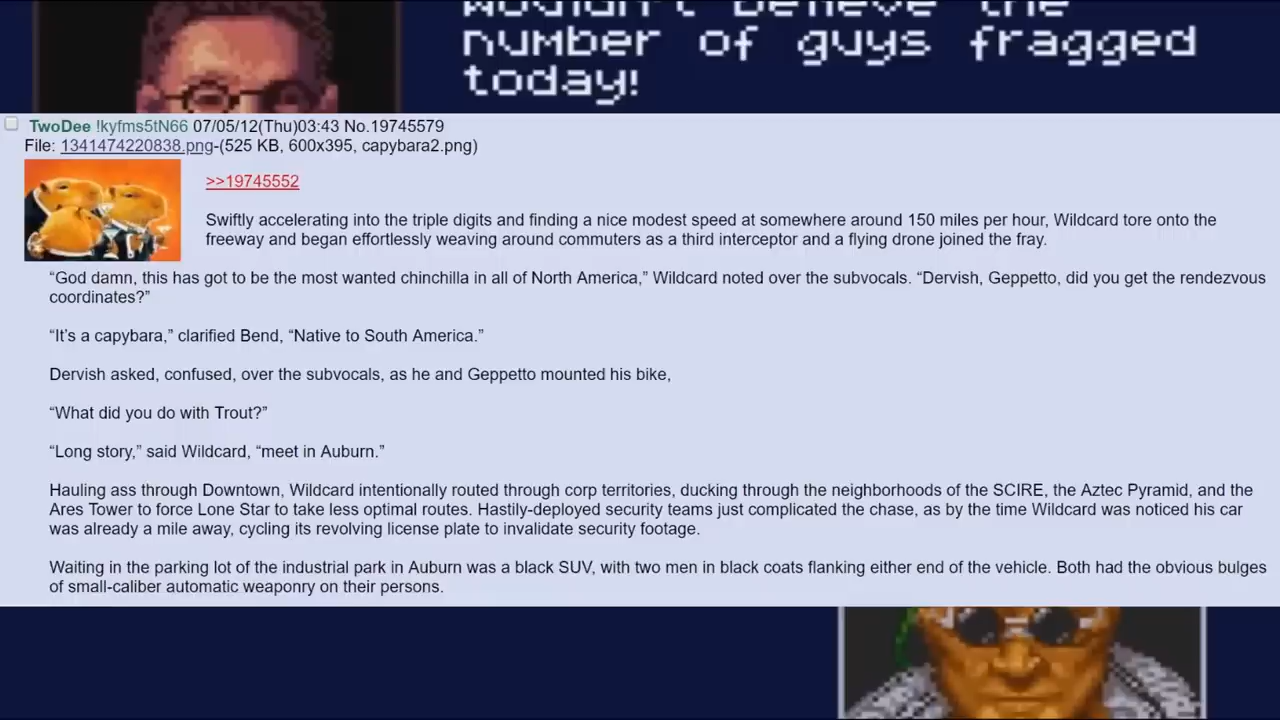 wouldn't believe the
number of guys fragged
today!
TwoDee !kyfms5tN66 07/05/12(Thu)03:43 No.19745579
File: 1341474220838.png-(525 KB, 600x395, capybara2.png)
>>19745552
Swiftly accelerating into the triple digits and finding a nice modest speed at somewhere around 150 miles per hour, Wildcard tore onto the
freeway and began effortlessly weaving around commuters as a third interceptor and a flying drone joined the fray.
“God damn, this has got to be the most wanted chinchilla in all of North America,” Wildcard noted over the subvocals. “Dervish, Geppetto, did you get the rendezvous
coordinates?”
“It’s a capybara,” clarified Bend, “Native to South America.”
Dervish asked, confused, over the subvocals, as he and Geppetto mounted his bike,
“What did you do with Trout?”
“Long story,” said Wildcard, “meet in Auburn.”
Hauling ass through Downtown, Wildcard intentionally routed through corp territories, ducking through the neighborhoods of the SCIRE, the Aztec Pyramid, and the
Ares Tower to force Lone Star to take less optimal routes. Hastily-deployed security teams just complicated the chase, as by the time Wildcard was noticed his car
was already a mile away, cycling its revolving license plate to invalidate security footage.
Waiting in the parking lot of the industrial park in Auburn was a black SUV, with two men in black coats flanking either end of the vehicle. Both had the obvious bulges
of small-caliber automatic weaponry on their persons.